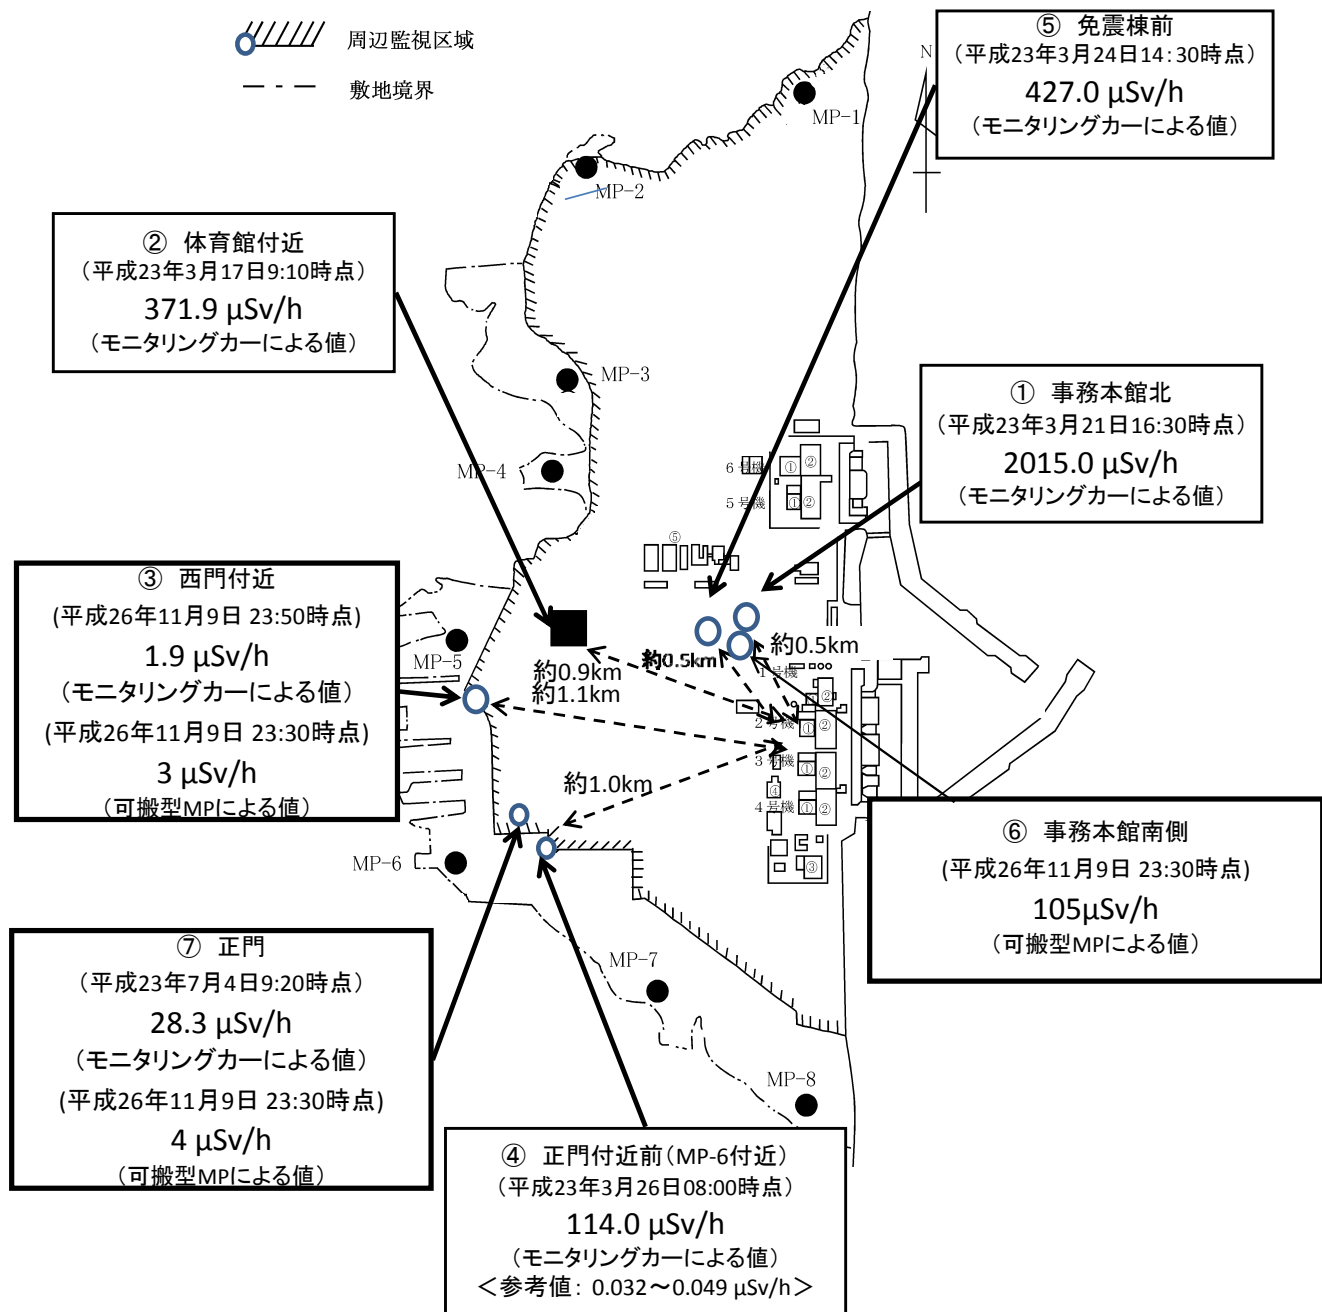 周辺監視区域
敷地境界
⑤ 免震棟前
（平成23年3月24日14：30時点）
427.0 μSv/h
（モニタリングカーによる値）
N
MP-1
MP-2
② 体育館付近
（平成23年3月17日9:10時点）
371.9 μSv/h
（モニタリングカーによる値）
MP-3
MP-4
① 事務本館北
（平成23年3月21日16:30時点）
2015.0 μSv/h
（モニタリングカーによる値）
6号機
① ②
5号機
① ②
⑤
③ 西門付近
(平成26年11月9日 23:50時点)
1.9 μSv/h
（モニタリングカーによる値）
(平成26年11月9日 23:30時点)
3 μSv/h
（可搬型MPによる値）
MP-5
約0.9km
約1.1km
約0.5km
約0.5km
1号機
②
2号機
① ②
3号機
① ②
④
4号機
① ②
③
約1.0km
MP-6
⑥ 事務本館南側
(平成26年11月9日 23:30時点)
105μSv/h
（可搬型MPによる値）
⑦ 正門
（平成23年7月4日9:20時点）
28.3 μSv/h
（モニタリングカーによる値）
(平成26年11月9日 23:30時点)
4 μSv/h
（可搬型MPによる値）
MP-7
MP-8
④ 正門付近前（MP-6付近）
（平成23年3月26日08:00時点）
114.0 μSv/h
（モニタリングカーによる値）
＜参考値： 0.032～0.049 μSv/h＞